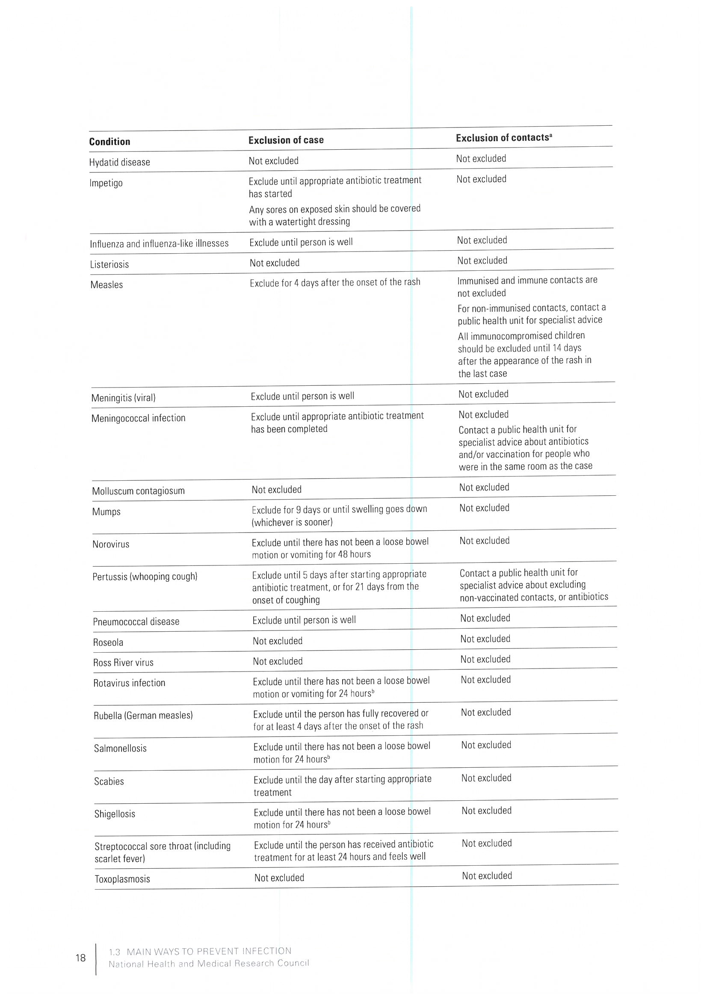 Condition Exclusion of case Exclusion of contactsª
Hydatid disease Not excluded Not excluded
Impetigo Exclude until appropriate antibiotic treatment Not excluded
has started
Any sores on exposed skin should be covered
with a watertight dressing
Influenza and influenza-like illnesses Exclude until person is well Not excluded
Listeriosis Not excluded Not excluded
Measles Exclude for 4 days after the onset of the rash Immunised and immune contacts are
not excluded
For non-immunised contacts, contact a
public health unit for specialist advice
All immunocompromised children
should be excluded until 14 days
after the appearance of the rash in
the last case
Meningitis (viral) Exclude until person is well Not excluded
Meningococcal infection Exclude until appropriate antibiotic treatment Not excluded
has been completed
Contact a public health unit for
specialist advice about antibiotics
and/or vaccination for people who
were in the same room as the case
Molluscum contagiosum Not excluded Not excluded
Mumps Exclude for 9 days or until swelling goes down Not excluded
(whichever is sooner)
Norovirus Exclude until there has not been a loose bowel Not excluded
motion or vomiting for 48 hours
Pertussis (whooping cough) Exclude until 5 days after starting appropriate Contact a public health unit for
antibiotic treatment, or for 21 days from the specialist advice about excluding
onset of coughing non-vaccinated contacts, or antibiotics
Pneumococcal disease Exclude until person is well Not excluded
Roseola Not excluded Not excluded
Ross River virus Not excluded Not excluded
Rotavirus infection Exclude until there has not been a loose bowel Not excluded
motion or vomiting for 24 hoursᵇ
Rubella (German measles) Exclude until the person has fully recovered or Not excluded
for at least 4 days after the onset of the rash
Salmonellosis Exclude until there has not been a loose bowel Not excluded
motion for 24 hoursᵇ
Scabies Exclude until the day after starting appropriate Not excluded
treatment
Shigellosis Exclude until there has not been a loose bowel Not excluded
motion for 24 hoursᵇ
Streptococcal sore throat (including Exclude until the person has received antibiotic Not excluded
scarlet fever) treatment for at least 24 hours and feels well
Toxoplasmosis Not excluded Not excluded
18 1.3 MAIN WAYS TO PREVENT INFECTION
National Health and Medical Research Council